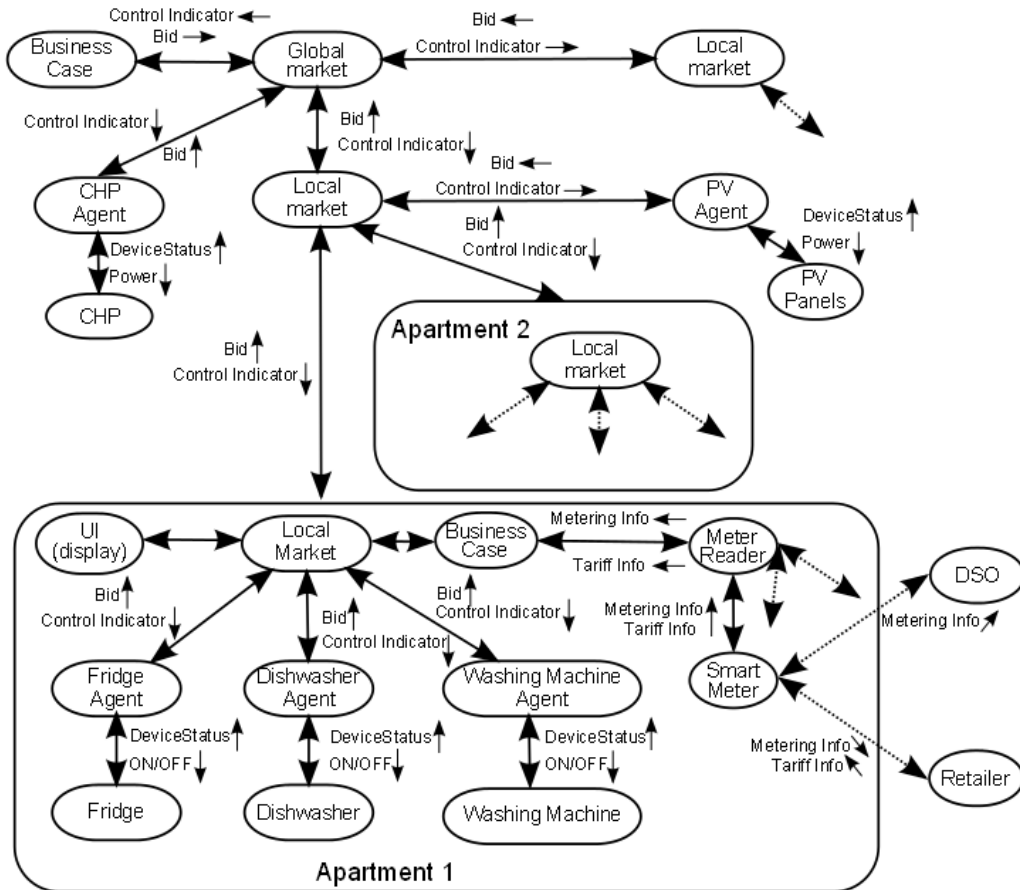 Control Indicator
Bid
Business
Case
Global
market
Bid
Control Indicator
Local
market
Control Indicator
Bid
Bid
Control Indicator
CHP
Agent
Local
market
Bid
Control Indicator
PV
Agent
Bid
Control Indicator
DeviceStatus
Power
DeviceStatus
Power
CHP
PV
Panels
Apartment 2
Local
market
Bid
Control Indicator
UI
(display)
Local
Market
Business
Case
Metering Info
Tariff Info
Meter
Reader
DSO
Bid
Control Indicator
Bid
Control Indicator
Bid
Control Indicator
Metering Info
Tariff Info
Metering Info
Fridge
Agent
Dishwasher
Agent
Washing Machine
Agent
Smart
Meter
DeviceStatus
ON/OFF
DeviceStatus
ON/OFF
DeviceStatus
ON/OFF
Metering Info
Tariff Info
Retailer
Fridge
Dishwasher
Washing Machine
Apartment 1